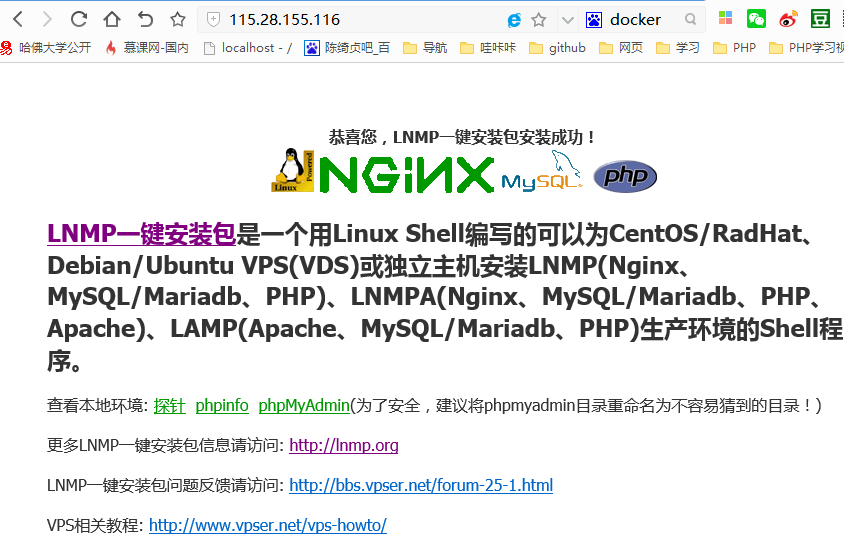 115.28.155.116 docker
哈佛大学公开 慕课网-国内 localhost - / 陈绮贞吧_百 导航 哇咔咔 github 网页 学习 PHP PHP学习视
恭喜您，LNMP一键安装包安装成功！
Linux Powered NGINX MySQL php
LNMP一键安装包是一个用Linux Shell编写的可以为CentOS/RadHat、
Debian/Ubuntu VPS(VDS)或独立主机安装LNMP(Nginx、
MySQL/Mariadb、PHP)、LNMPA(Nginx、MySQL/Mariadb、PHP、
Apache)、LAMP(Apache、MySQL/Mariadb、PHP)生产环境的Shell程
序。
查看本地环境: 探针 phpinfo phpMyAdmin(为了安全，建议将phpmyadmin目录重命名为不容易猜到的目录！)
更多LNMP一键安装包信息请访问: http://lnmp.org
LNMP一键安装包问题反馈请访问: http://bbs.vpser.net/forum-25-1.html
VPS相关教程: http://www.vpser.net/vps-howto/